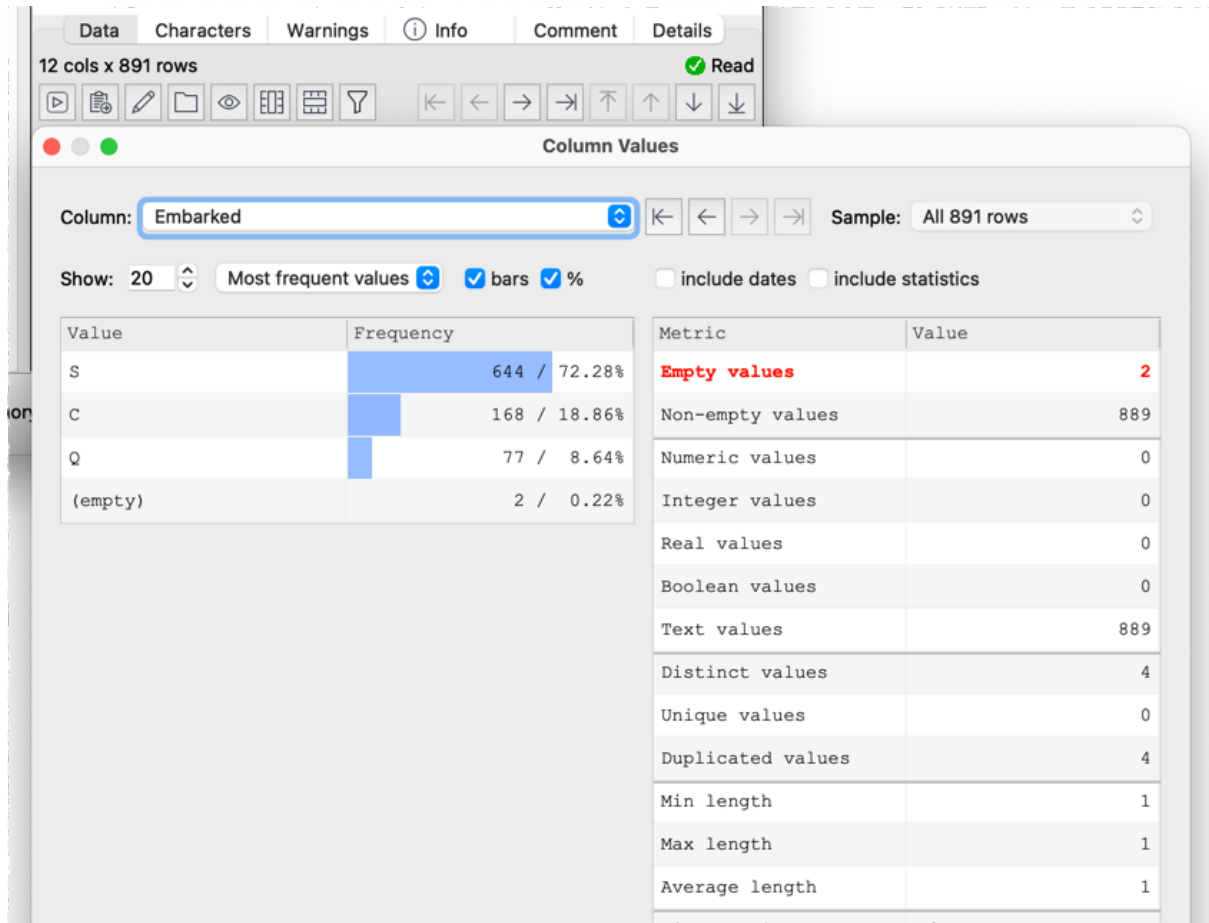 Data Characters Warnings Info Comment Details
12 cols x 891 rows Read
Column Values
Column: Embarked Sample: All 891 rows
Show: 20 Most frequent values bars % include dates include statistics
Value Frequency
S 644 / 72.28%
C 168 / 18.86%
Q 77 / 8.64%
(empty) 2 / 0.22%
Metric Value
Empty values 2
Non-empty values 889
Numeric values 0
Integer values 0
Real values 0
Boolean values 0
Text values 889
Distinct values 4
Unique values 0
Duplicated values 4
Min length 1
Max length 1
Average length 1